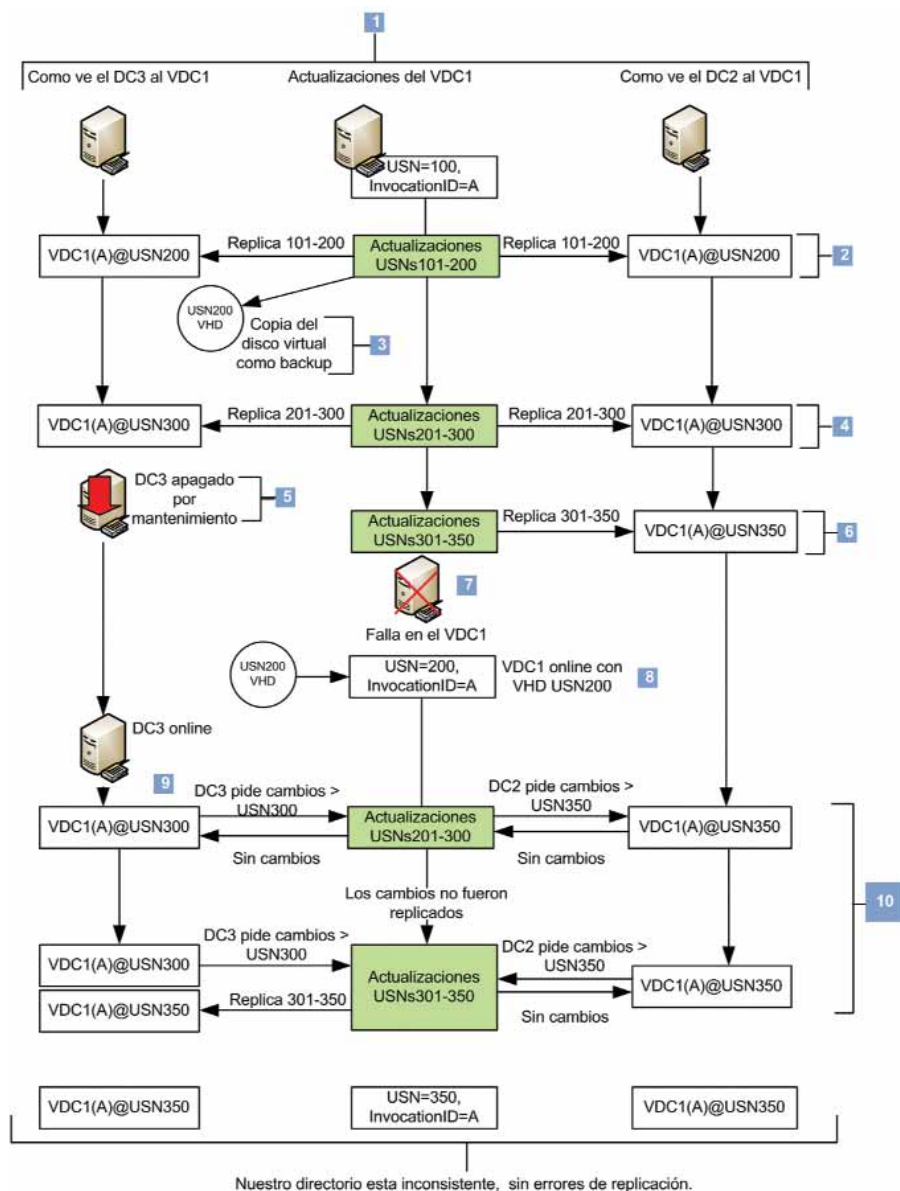 1
Como ve el DC3 al VDC1
Actualizaciones del VDC1
Como ve el DC2 al VDC1
USN=100,
InvocationID=A
VDC1(A)@USN200
Replica 101-200
Actualizaciones
USNs101-200
Replica 101-200
VDC1(A)@USN200
2
USN200
VHD
Copia del
disco virtual
como backup
3
VDC1(A)@USN300
Replica 201-300
Actualizaciones
USNs201-300
Replica 201-300
VDC1(A)@USN300
4
DC3 apagado
por
mantenimiento
5
Actualizaciones
USNs301-350
Replica 301-350
VDC1(A)@USN350
6
7
Falla en el VDC1
USN200
VHD
USN=200,
InvocationID=A
VDC1 online con
VHD USN200
8
DC3 online
9
VDC1(A)@USN300
DC3 pide cambios >
USN300
Sin cambios
Actualizaciones
USNs201-300
DC2 pide cambios >
USN350
Sin cambios
VDC1(A)@USN350
10
Los cambios no fueron
replicados
VDC1(A)@USN300
DC3 pide cambios >
USN300
Actualizaciones
USNs301-350
DC2 pide cambios >
USN350
VDC1(A)@USN350
VDC1(A)@USN350
Replica 301-350
Sin cambios
VDC1(A)@USN350
USN=350,
InvocationID=A
VDC1(A)@USN350
Nuestro directorio esta inconsistente, sin errores de replicación.